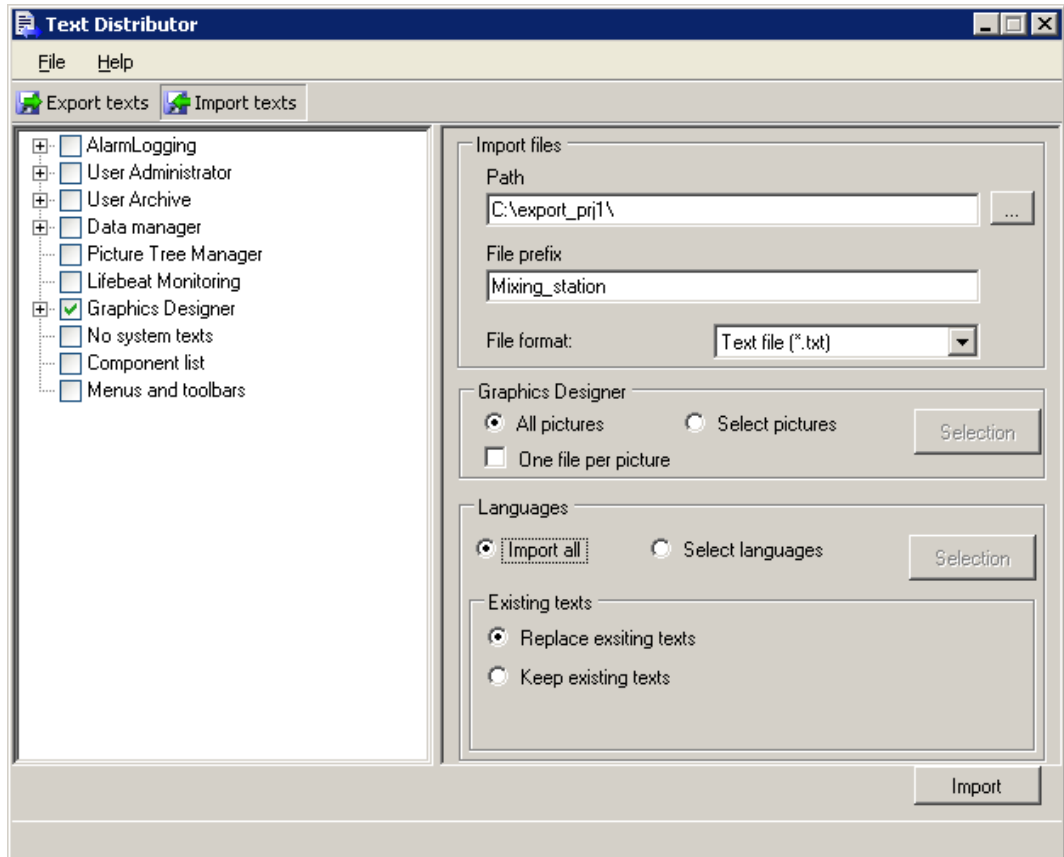 Text Distributor
File Help
Export texts Import texts
AlarmLogging
User Administrator
User Archive
Data manager
Picture Tree Manager
Lifebeat Monitoring
Graphics Designer
No system texts
Component list
Menus and toolbars
Import files
Path
C:\export_prj1\
...
File prefix
Mixing_station
File format: Text file (*.txt)
Graphics Designer
All pictures Select pictures Selection
One file per picture
Languages
Import all Select languages Selection
Existing texts
Replace exsiting texts
Keep existing texts
Import